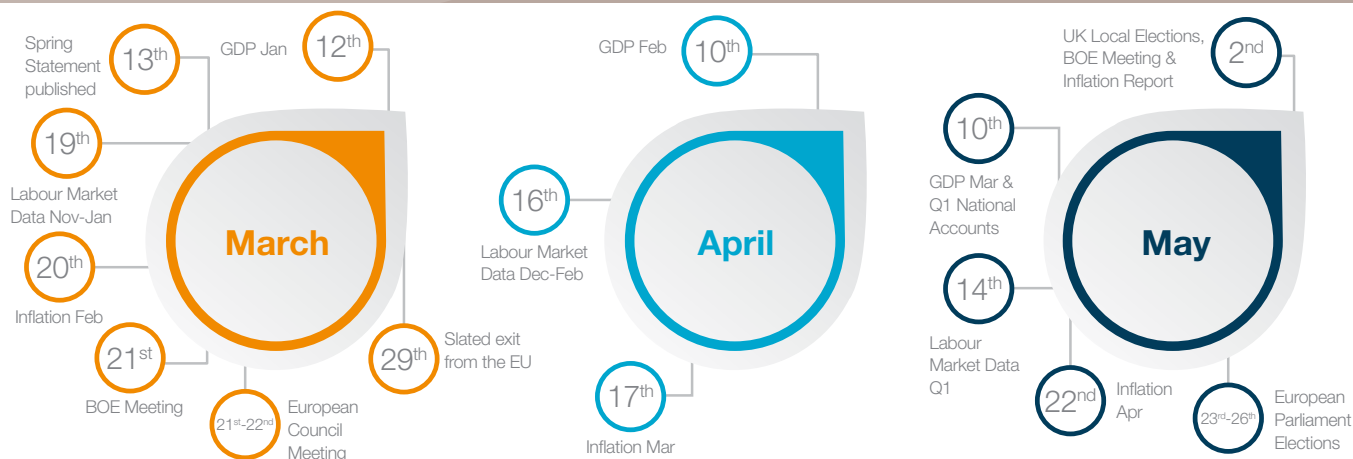 12th
GDP Jan
13th
Spring
Statement
published
19th
Labour Market
Data Nov-Jan
20th
Inflation Feb
21st
BOE Meeting
21st-22nd
European
Council
Meeting
29th
Slated exit
from the EU
March
10th
GDP Feb
16th
Labour Market
Data Dec-Feb
17th
Inflation Mar
April
2nd
UK Local Elections,
BOE Meeting &
Inflation Report
10th
GDP Mar &
Q1 National
Accounts
14th
Labour
Market Data
Q1
22nd
Inflation
Apr
23rd-26th
European
Parliament
Elections
May